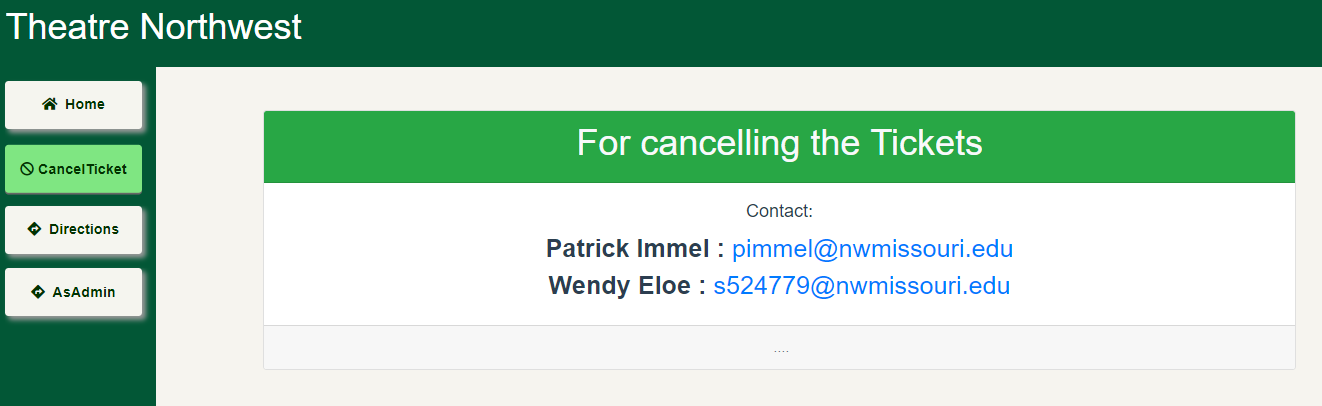 Theatre Northwest
Home
CancelTicket
Directions
AsAdmin
For cancelling the Tickets
Contact:
Patrick Immel : pimmel@nwmissouri.edu
Wendy Eloe : s524779@nwmissouri.edu
....